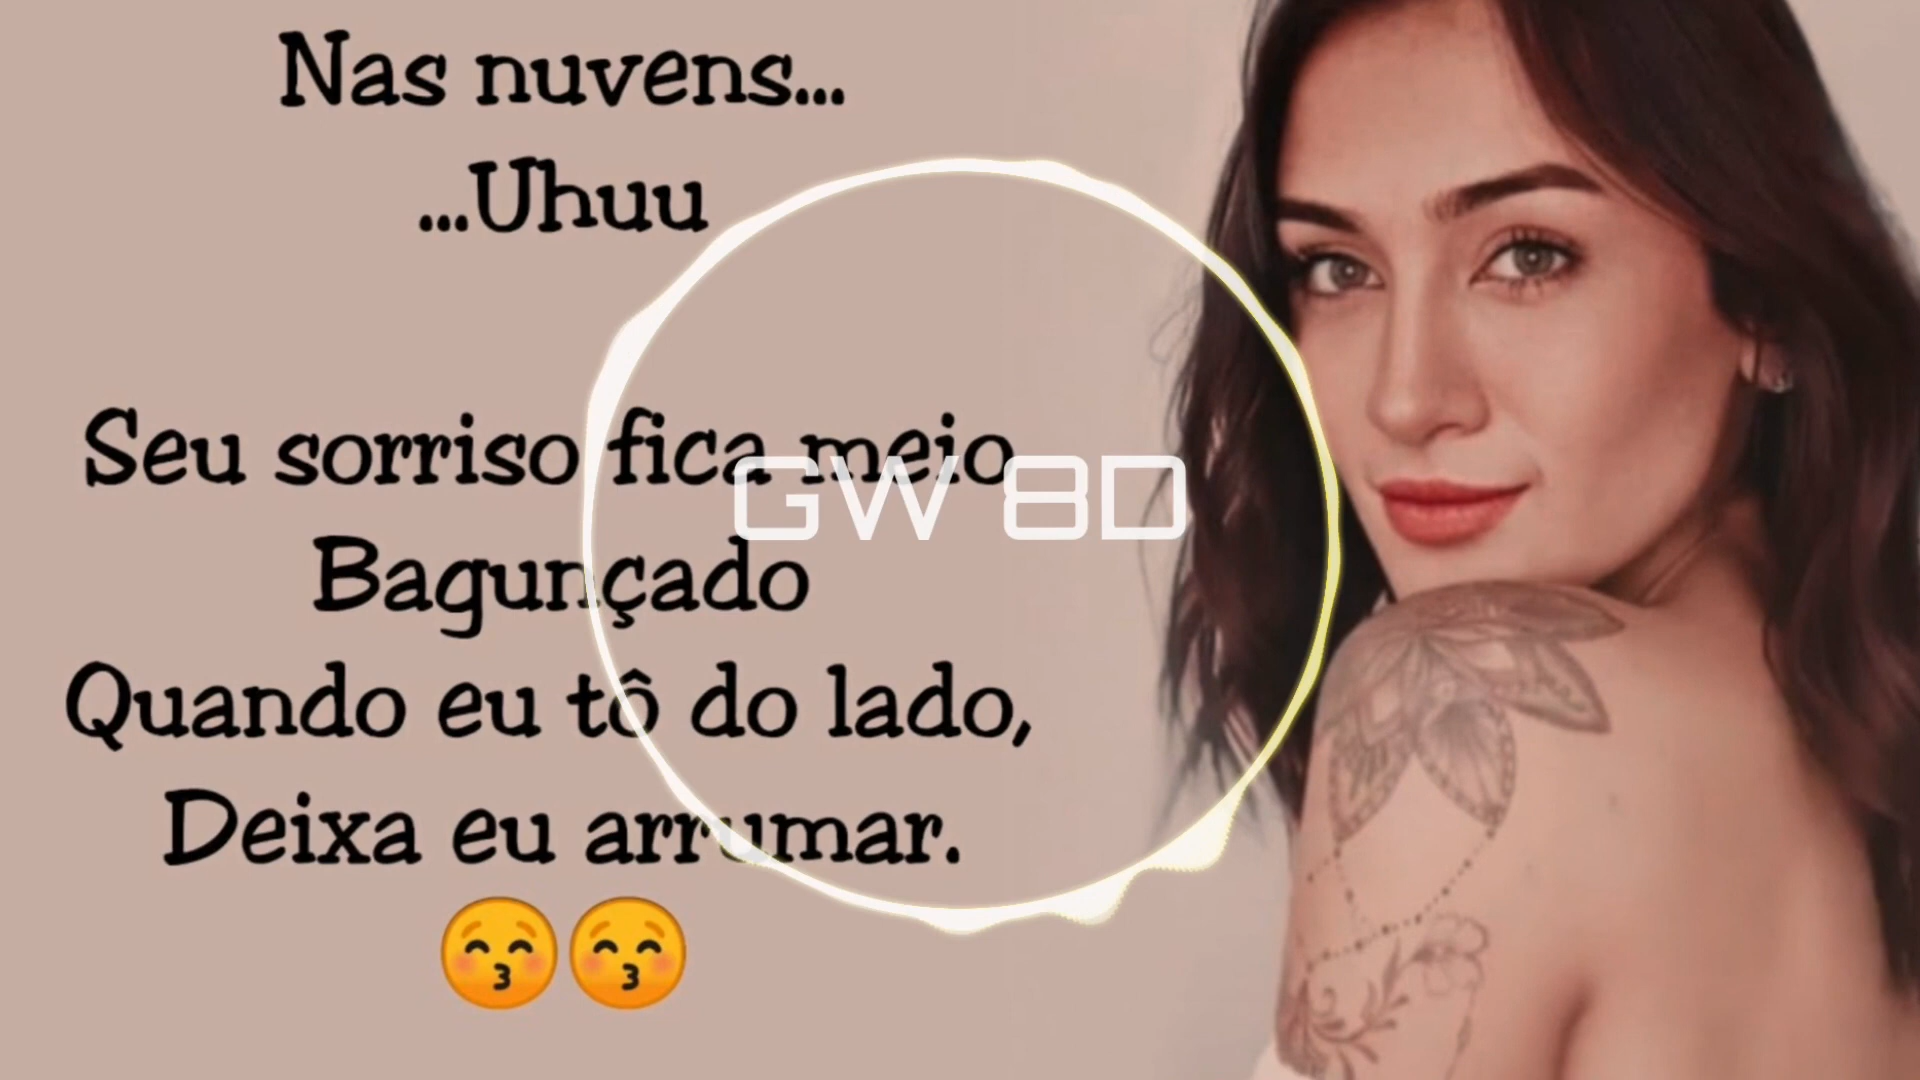 Nas nuvens...
...Uhuu
Seu sorriso fica meio
GW 8D
Bagunçado
Quando eu tô do lado,
Deixa eu arrumar.
😚😚